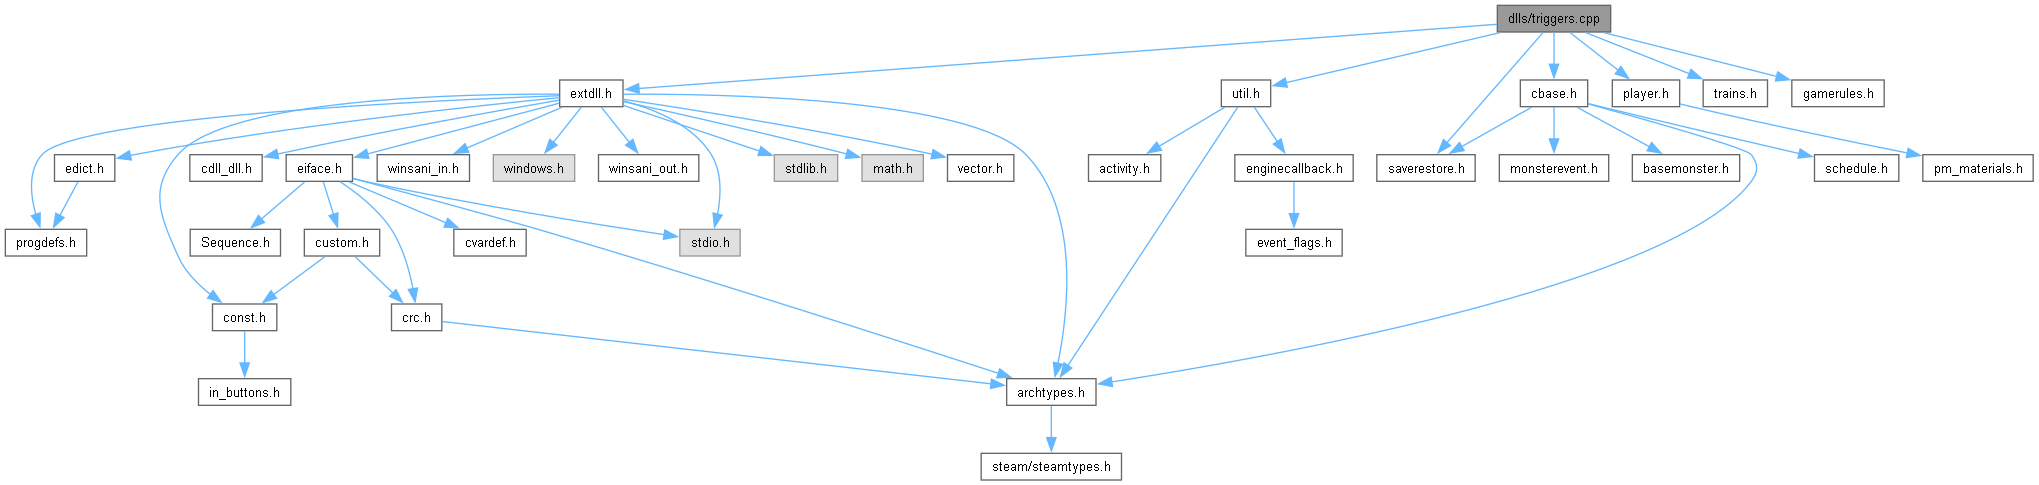 dlls/triggers.cpp
extdll.h
util.h
cbase.h
player.h
trains.h
gamerules.h
edict.h
cdll_dll.h
eiface.h
winsani_in.h
windows.h
winsani_out.h
stdlib.h
math.h
vector.h
activity.h
enginecallback.h
saverestore.h
monsterevent.h
basemonster.h
schedule.h
pm_materials.h
progdefs.h
Sequence.h
custom.h
cvardef.h
stdio.h
event_flags.h
const.h
crc.h
in_buttons.h
archtypes.h
steam/steamtypes.h